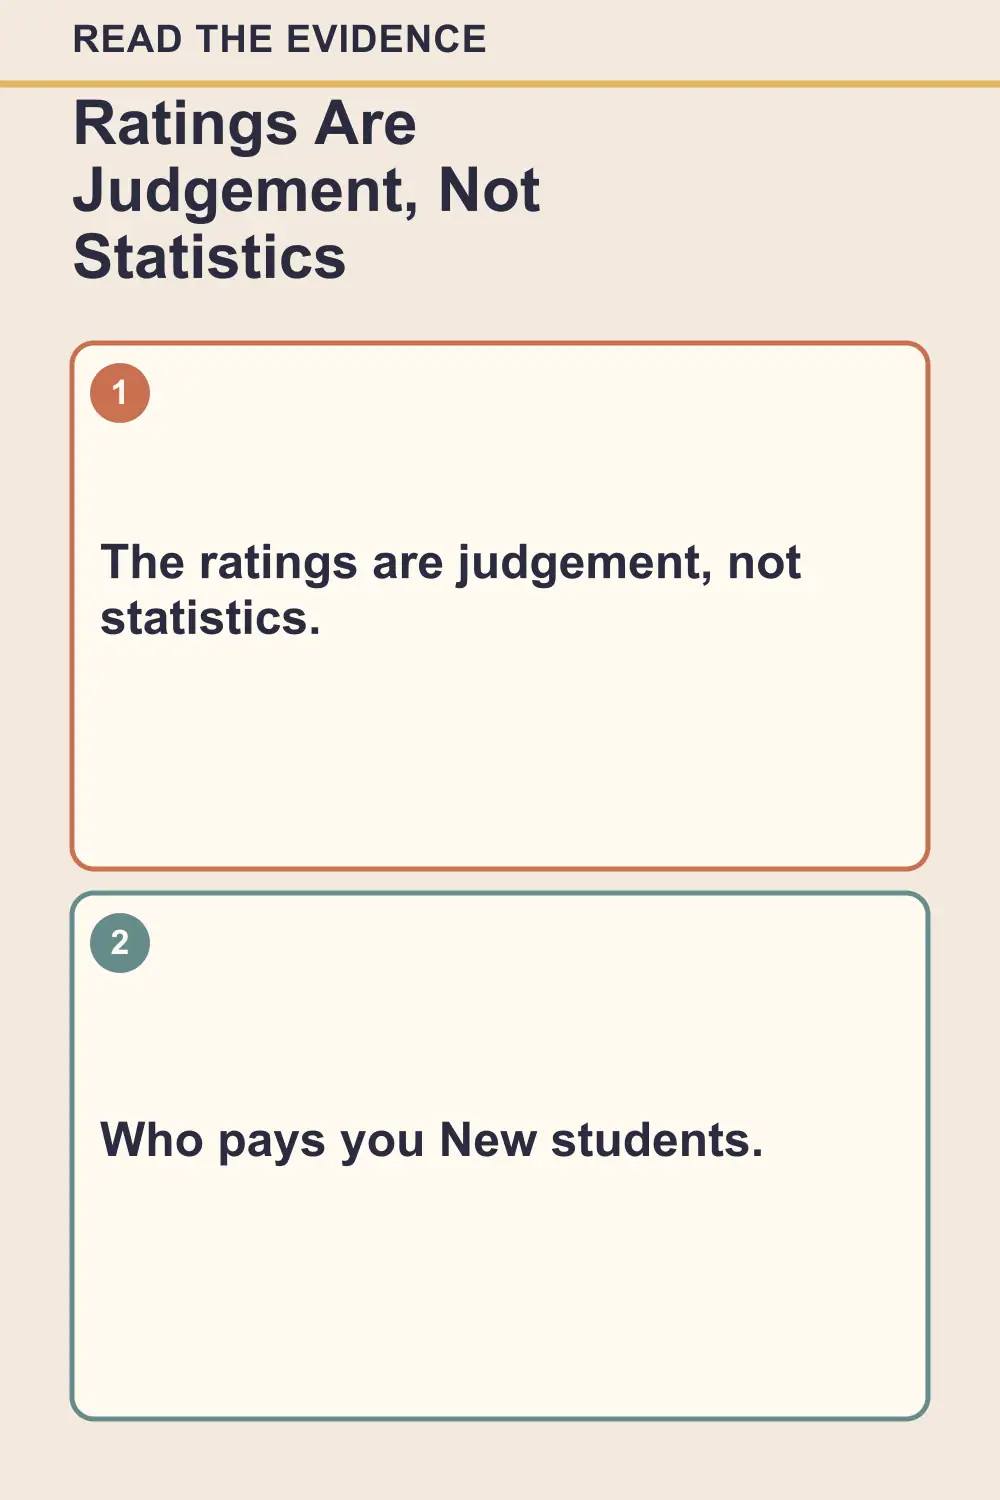 READ THE EVIDENCE
Ratings Are
Judgement, Not
Statistics
1
The ratings are judgement, not
statistics.
2
Who pays you New students.